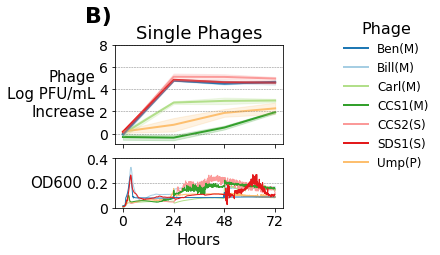 B)
Single Phages
Phage
Log PFU/mL
Increase
8
6
4
2
0
OD600
0.4
0.2
0
0 24 48 72
Hours
Phage
Ben(M)
Bill(M)
Carl(M)
CCS1(M)
CCS2(S)
SDS1(S)
Ump(P)